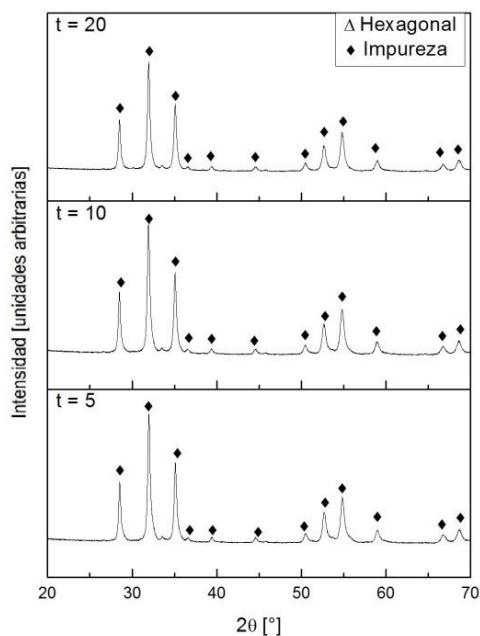 t = 20
Δ Hexagonal
♦ Impureza
t = 10
t = 5
Intensidad [unidades arbitrarias]
20 30 40 50 60 70
2θ [°]